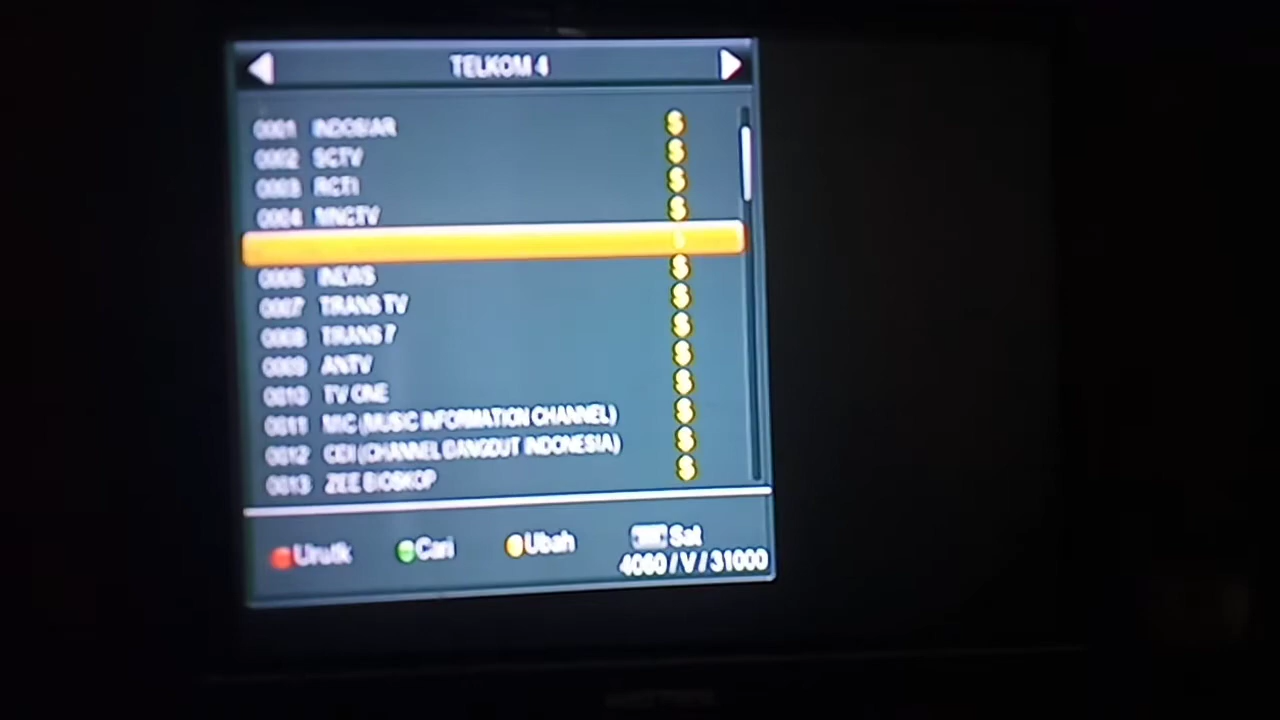 TELKOM 4
0001 INDOSIAR $
0002 SCTV $
0003 RCTI $
0004 MNCTV $
0006 INEWS $
0007 TRANS TV $
0008 TRANS 7 $
0009 ANTV $
0010 TV ONE $
0011 MIC (MUSIC INFORMATION CHANNEL) $
0012 CDI (CHANNEL DANGDUT INDONESIA) $
0013 ZEE BIOSKOP $
Urutk Cari Ubah Sat
4080 / V / 31000